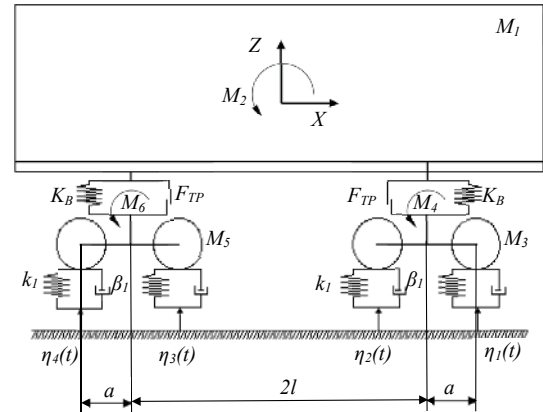 M1
Z
M2
X
KB
M6
FTP
FTP
M4
KB
M5
M3
k1
β1
k1
β1
η4(t)
η3(t)
η2(t)
η1(t)
a
2l
a